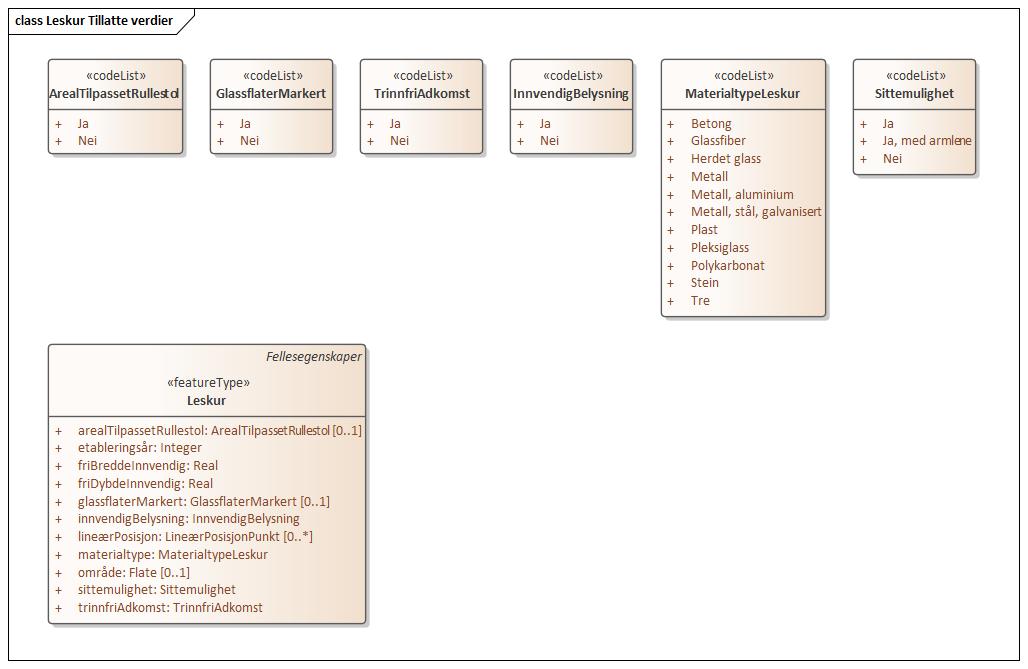 class Leskur Tillatte verdier
«codeList»
ArealTilpassetRullestol
+ Ja
+ Nei
«codeList»
GlassflaterMarkert
+ Ja
+ Nei
«codeList»
TrinnfriAdkomst
+ Ja
+ Nei
«codeList»
InnvendigBelysning
+ Ja
+ Nei
«codeList»
MaterialtypeLeskur
+ Betong
+ Glassfiber
+ Herdet glass
+ Metall
+ Metall, aluminium
+ Metall, stål, galvanisert
+ Plast
+ Pleksiglass
+ Polykarbonat
+ Stein
+ Tre
«codeList»
Sittemulighet
+ Ja
+ Ja, med armlene
+ Nei
Fellesegenskaper
«featureType»
Leskur
+ arealTilpassetRullestol: ArealTilpassetRullestol [0..1]
+ etableringsår: Integer
+ friBreddeInnvendig: Real
+ friDybdeInnvendig: Real
+ glassflaterMarkert: GlassflaterMarkert [0..1]
+ innvendigBelysning: InnvendigBelysning
+ lineærPosisjon: LineærPosisjonPunkt [0..*]
+ materialtype: MaterialtypeLeskur
+ område: Flate [0..1]
+ sittemulighet: Sittemulighet
+ trinnfriAdkomst: TrinnfriAdkomst